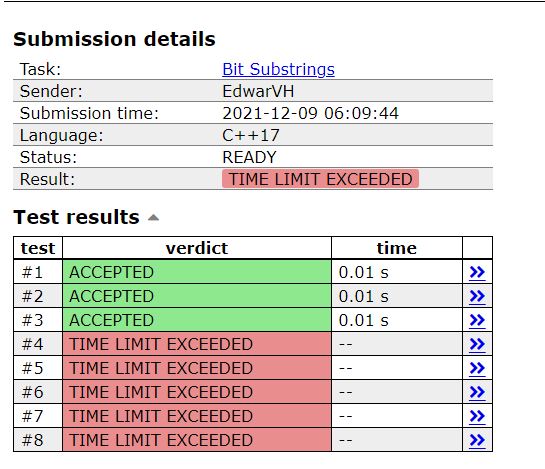 Submission details
Task: Bit Substrings
Sender: EdwarVH
Submission time: 2021-12-09 06:09:44
Language: C++17
Status: READY
Result: TIME LIMIT EXCEEDED
Test results
test verdict time
#1 ACCEPTED 0.01 s »
#2 ACCEPTED 0.01 s »
#3 ACCEPTED 0.01 s »
#4 TIME LIMIT EXCEEDED -- »
#5 TIME LIMIT EXCEEDED -- »
#6 TIME LIMIT EXCEEDED -- »
#7 TIME LIMIT EXCEEDED -- »
#8 TIME LIMIT EXCEEDED -- »